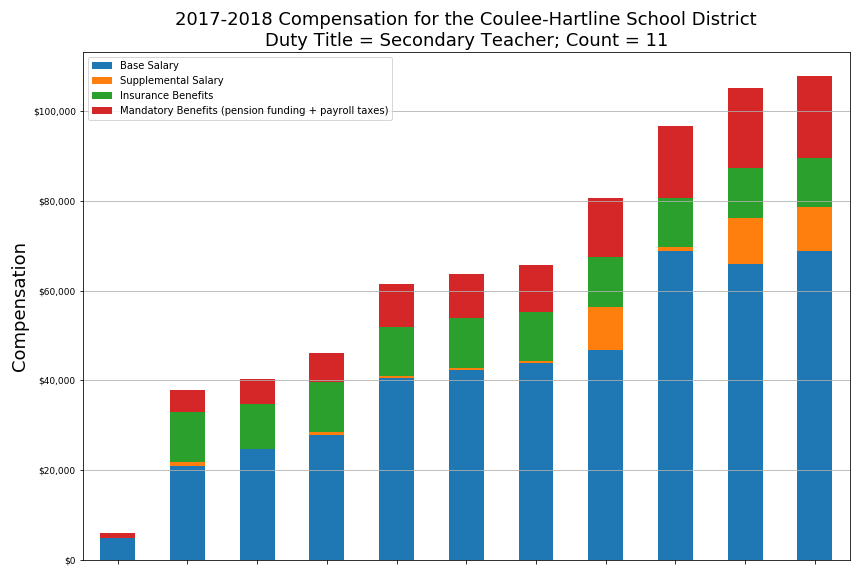 2017-2018 Compensation for the Coulee-Hartline School District
Duty Title = Secondary Teacher; Count = 11
Base Salary
Supplemental Salary
Insurance Benefits
Mandatory Benefits (pension funding + payroll taxes)
$100,000
$80,000
$60,000
$40,000
$20,000
$0
Compensation